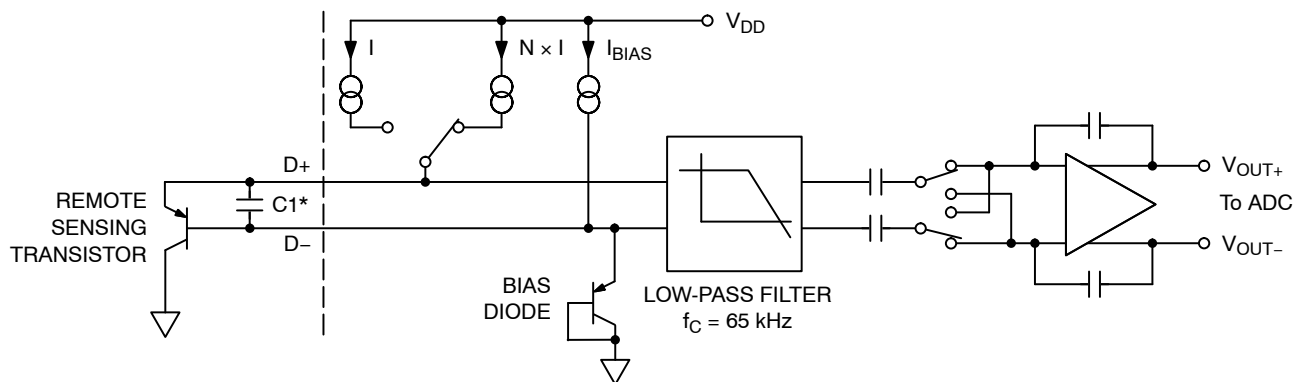 V_DD
I
N × I
I_BIAS
D+
C1*
D−
REMOTE
SENSING
TRANSISTOR
BIAS
DIODE
LOW-PASS FILTER
f_C = 65 kHz
V_OUT+
To ADC
V_OUT−